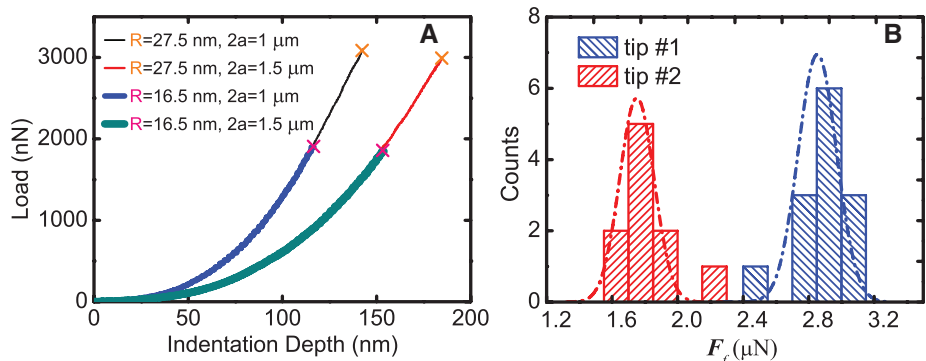 A
R=27.5 nm, 2a=1 μm
R=27.5 nm, 2a=1.5 μm
R=16.5 nm, 2a=1 μm
R=16.5 nm, 2a=1.5 μm
Load (nN)
3000
2000
1000
0
0 50 100 150 200
Indentation Depth (nm)
B
tip #1
tip #2
Counts
8
6
4
2
0
1.2 1.6 2.0 2.4 2.8 3.2
F_f (μN)